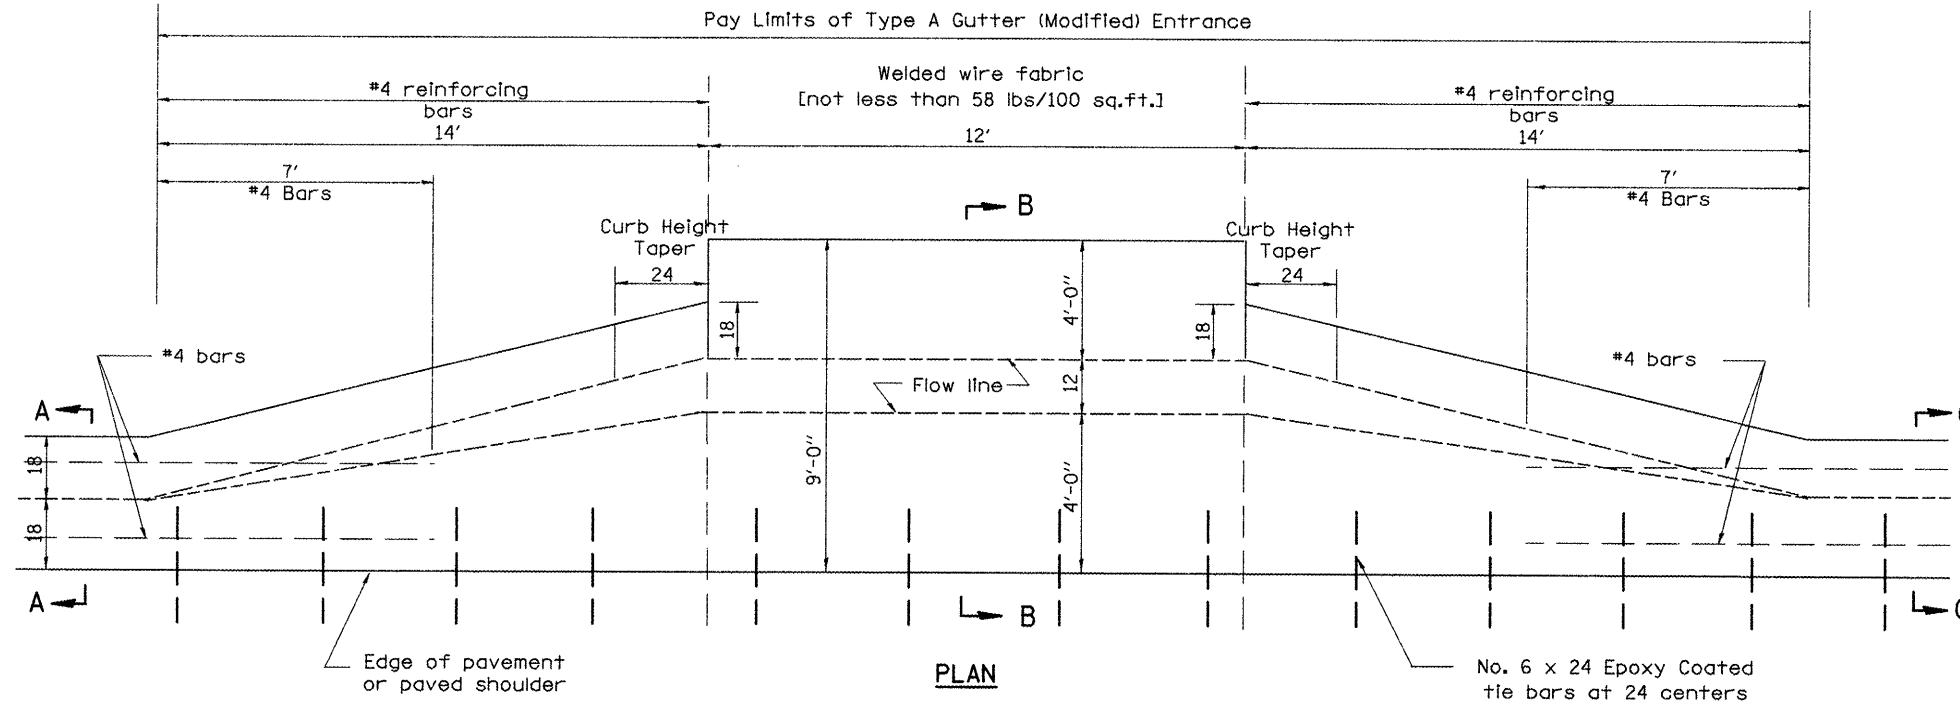 Pay Limits of Type A Gutter (Modified) Entrance
#4 reinforcing
bars
14'
Welded wire fabric
[not less than 58 lbs/100 sq.ft.]
12'
#4 reinforcing
bars
14'
7'
#4 Bars
7'
#4 Bars
B
Curb Height
Taper
24
Curb Height
Taper
24
18
18
4'-0"
#4 bars
#4 bars
Flow line
12
A
18
9'-0"
4'-0"
18
A
B
Edge of pavement
or paved shoulder
PLAN
No. 6 x 24 Epoxy Coated
tie bars at 24 centers